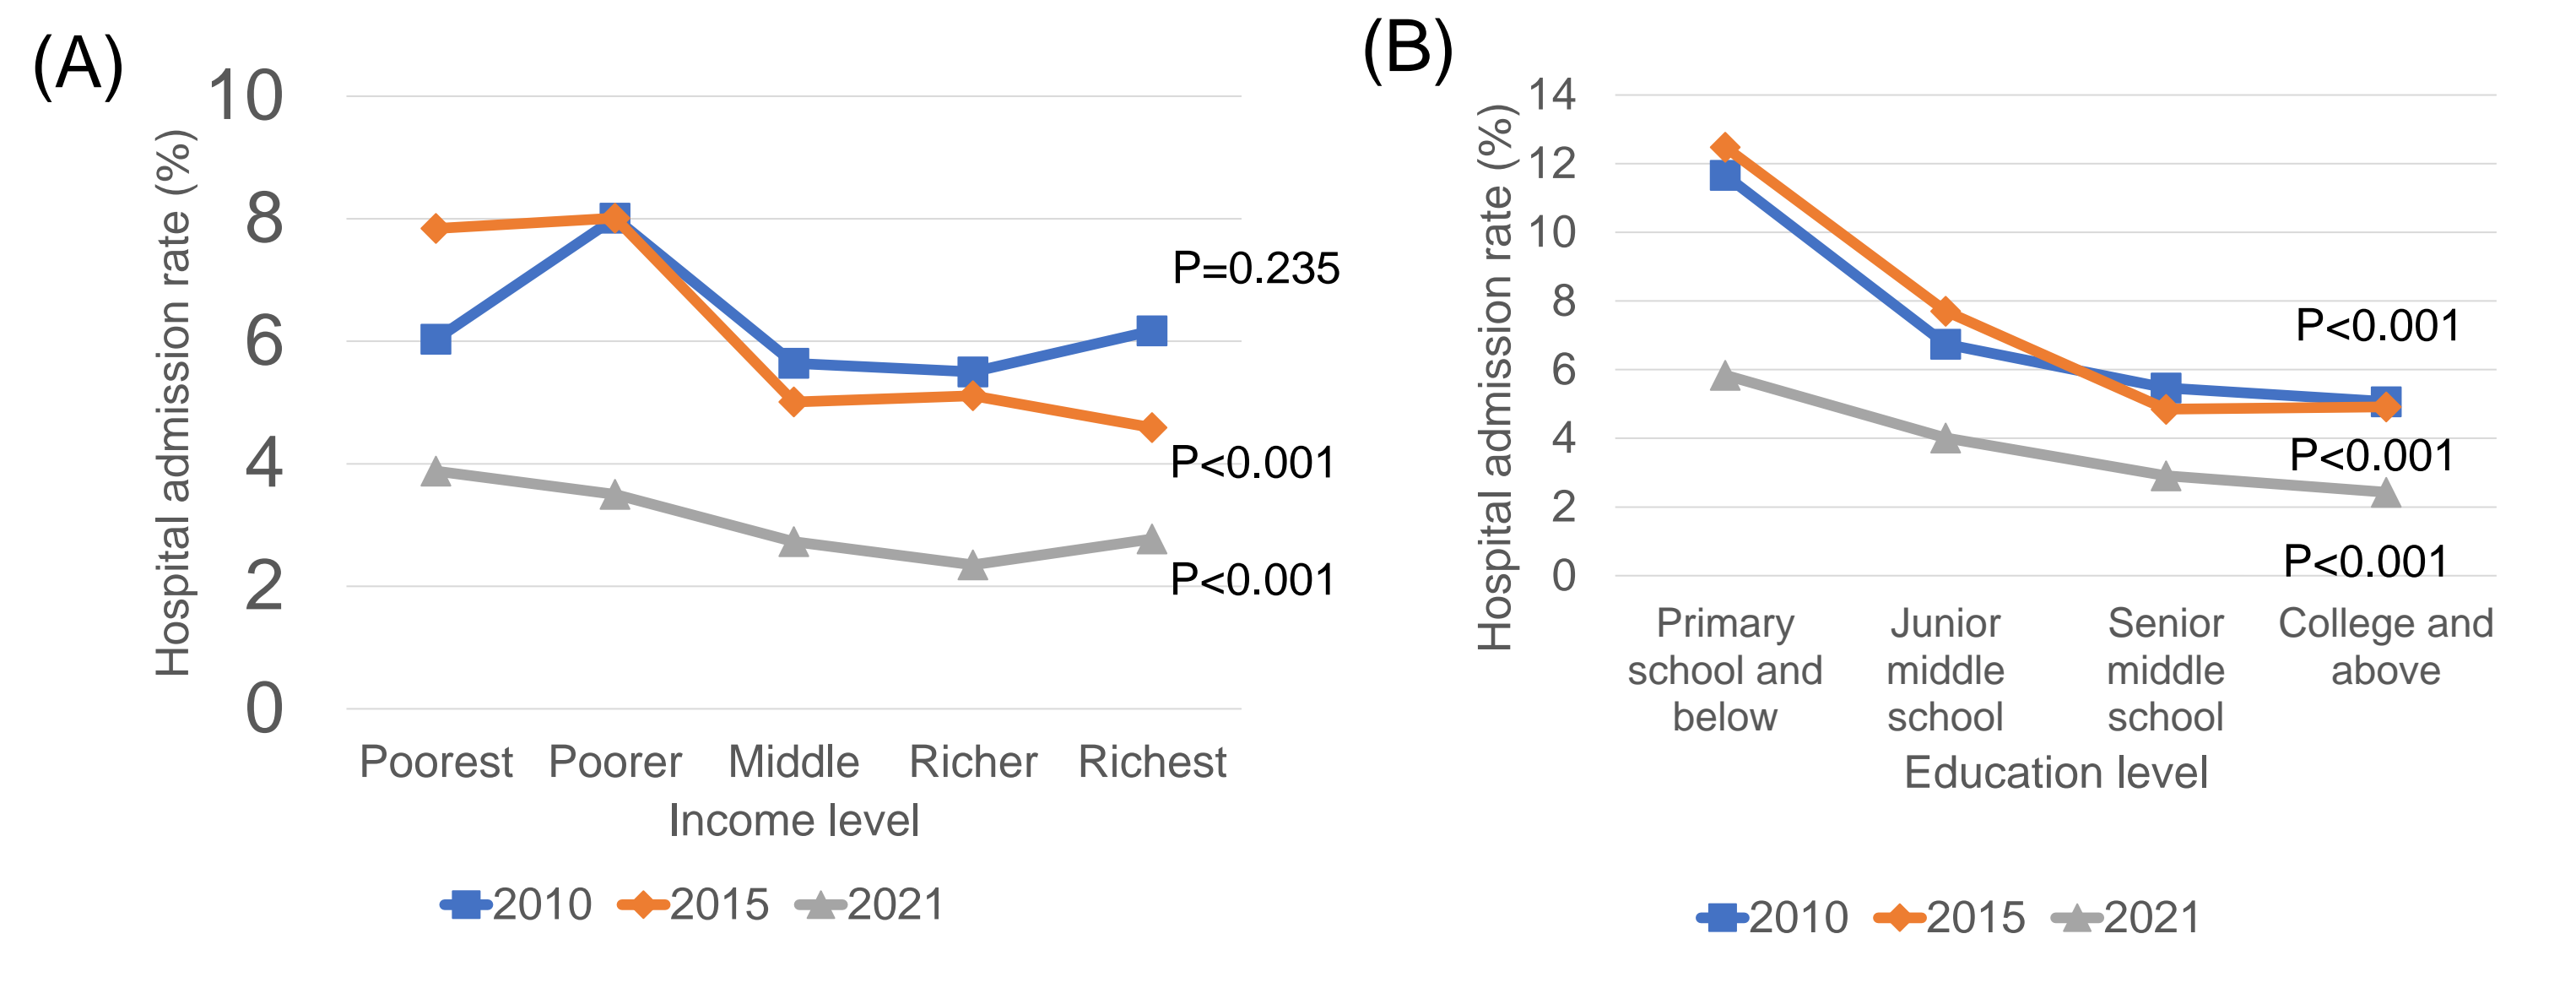 (A)
Hospital admission rate (%)
10
8
6
4
2
0
P=0.235
P<0.001
P<0.001
Poorest Poorer Middle Richer Richest
Income level
2010 2015 2021
(B)
Hospital admission rate (%)
14
12
10
8
6
4
2
0
P<0.001
P<0.001
P<0.001
Primary school and below
Junior middle school
Senior middle school
College and above
Education level
2010 2015 2021